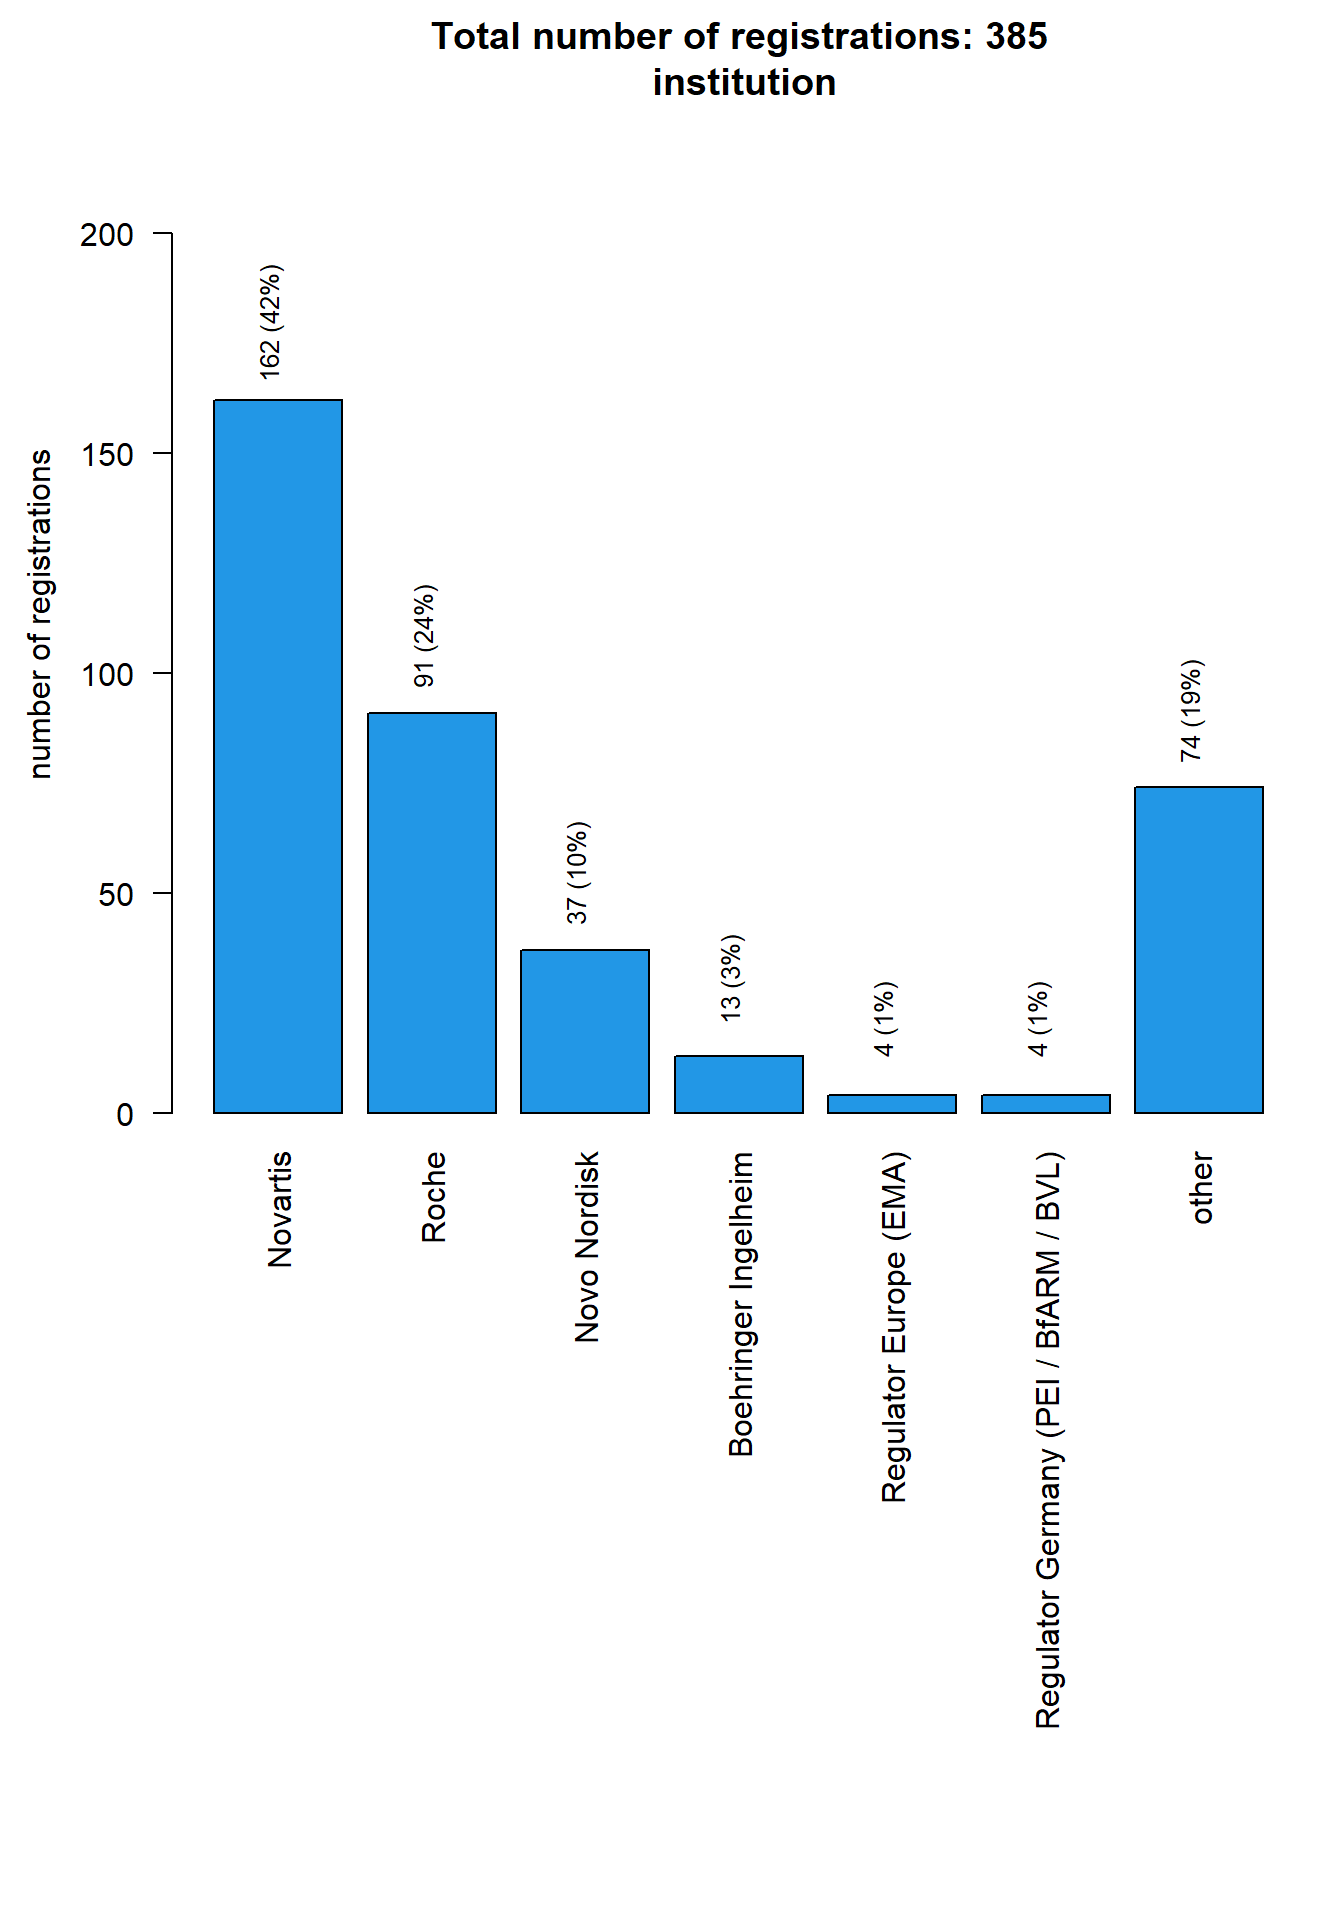 Total number of registrations: 385
institution
number of registrations
200
150
100
50
0
162 (42%)
91 (24%)
37 (10%)
13 (3%)
4 (1%)
4 (1%)
74 (19%)
Novartis
Roche
Novo Nordisk
Boehringer Ingelheim
Regulator Europe (EMA)
Regulator Germany (PEI / BfARM / BVL)
other